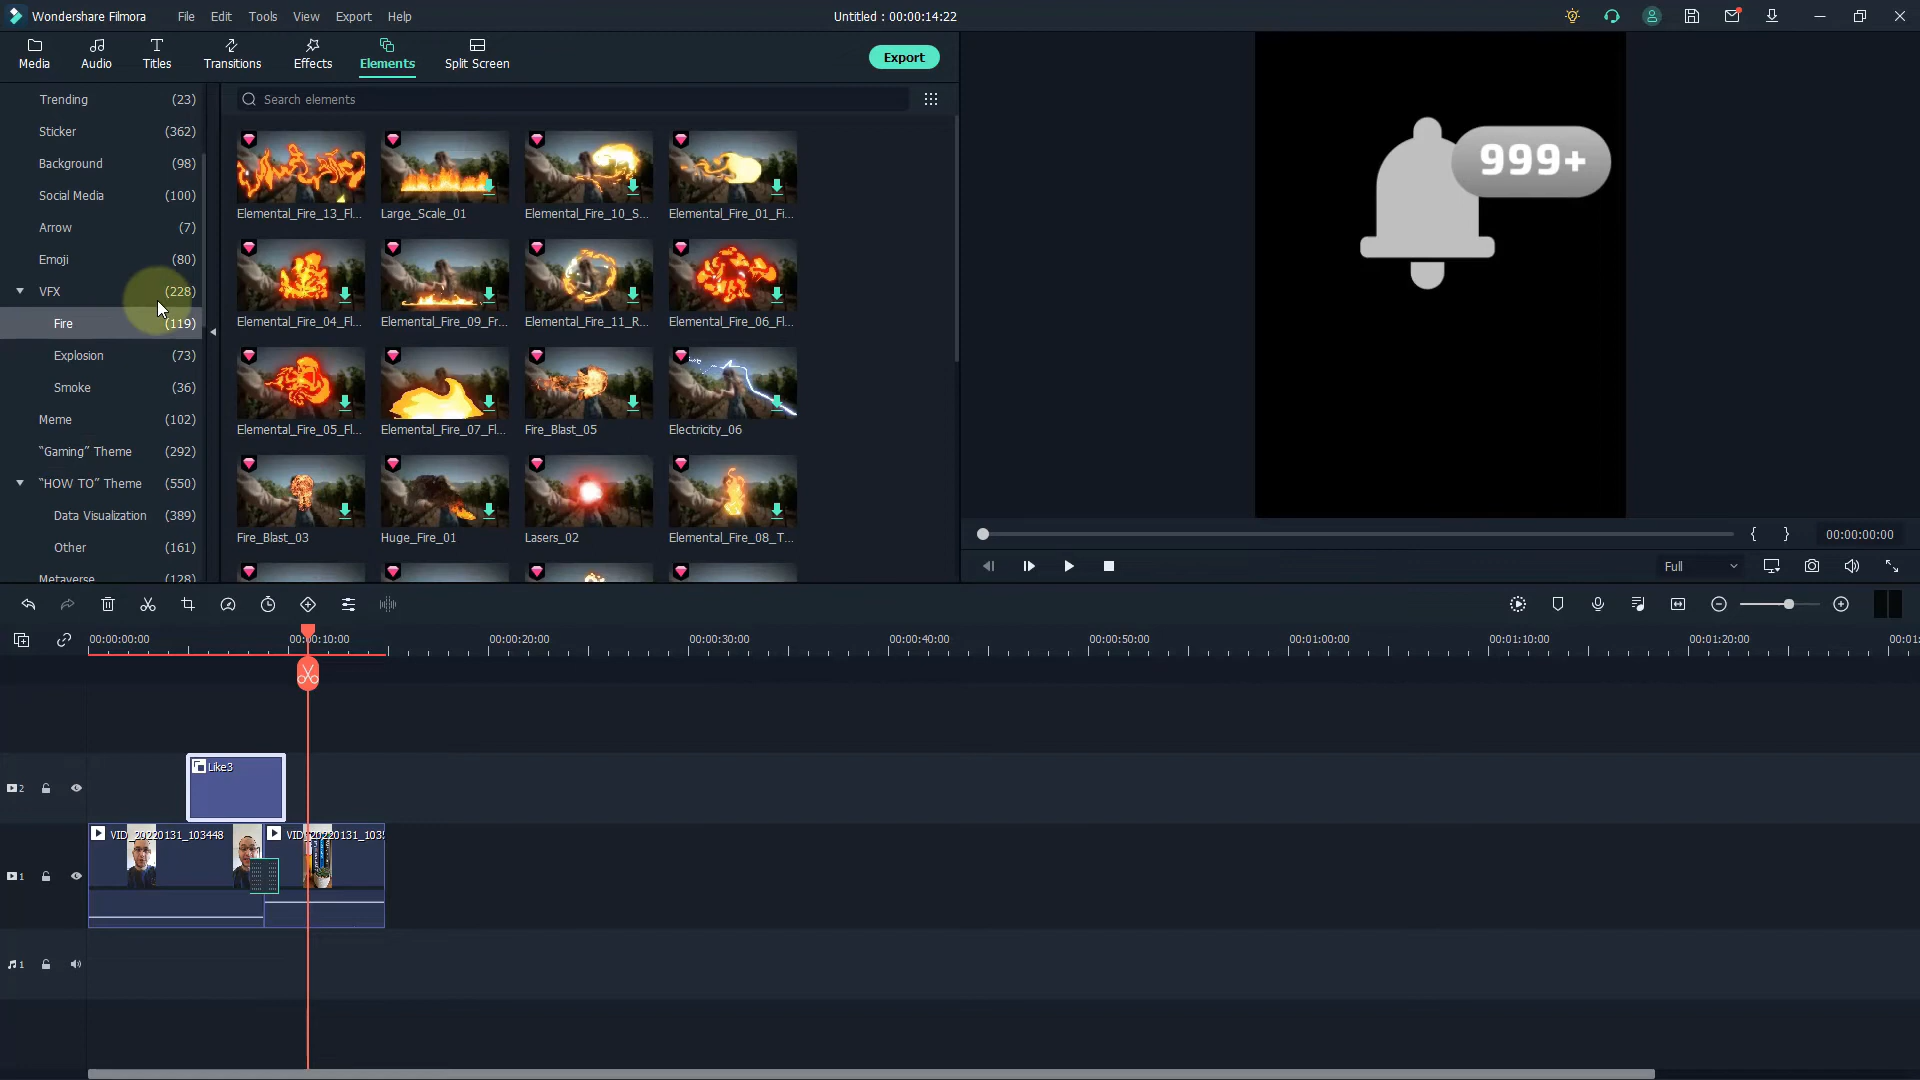 Wondershare Filmora File Edit Tools View Export Help Untitled : 00:00:14:22
Media Audio Titles Transitions Effects Elements Split Screen Export
Trending (23)
Sticker (362)
Background (98)
Social Media (100)
Arrow (7)
Emoji (80)
VFX (228)
Fire (119)
Explosion (73)
Smoke (36)
Meme (102)
“Gaming” Theme (292)
“HOW TO” Theme (550)
Data Visualization (389)
Other (161)
Metaverse (128)
Search elements
Elemental_Fire_13_Fl... Large_Scale_01 Elemental_Fire_10_S... Elemental_Fire_01_Fi...
Elemental_Fire_04_Fl... Elemental_Fire_09_Fr... Elemental_Fire_11_R... Elemental_Fire_06_Fl...
Elemental_Fire_05_Fl... Elemental_Fire_07_Fl... Fire_Blast_05 Electricity_06
Fire_Blast_03 Huge_Fire_01 Lasers_02 Elemental_Fire_08_T...
999+
{ } 00:00:00:00
Full
00:00:00:00 00:00:10:00 00:00:20:00 00:00:30:00 00:00:40:00 00:00:50:00 00:01:00:00 00:01:10:00 00:01:20:00 00:01:
Like3
2
VID_20220131_103448 VID_20220131_103
1
1